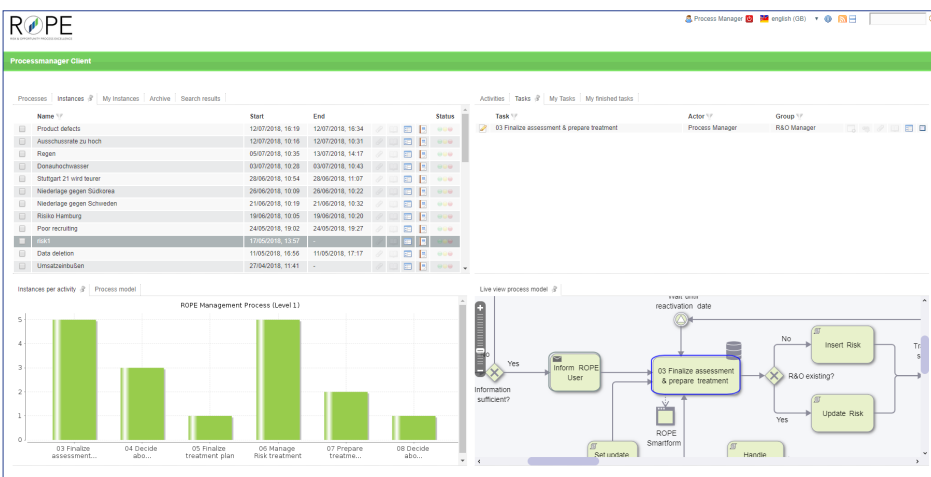 ROPE
RISK & OPPORTUNITY PROCESS EXCELLENCE
Process Manager english (GB)
Processmanager Client
Processes Instances My Instances Archive Search results
Name Start End Status
Product defects 12/07/2018, 16:19 12/07/2018, 16:34
Ausschussrate zu hoch 12/07/2018, 10:16 12/07/2018, 10:31
Regen 05/07/2018, 10:35 13/07/2018, 14:17
Donauhochwasser 03/07/2018, 10:28 03/07/2018, 10:43
Stuttgart 21 wird teurer 28/06/2018, 10:54 28/06/2018, 11:07
Niederlage gegen Südkorea 26/06/2018, 10:09 26/06/2018, 10:22
Niederlage gegen Schweden 21/06/2018, 10:19 21/06/2018, 10:32
Risiko Hamburg 19/06/2018, 10:05 19/06/2018, 10:20
Poor recruiting 24/05/2018, 19:02 24/05/2018, 19:27
risk1 17/05/2018, 13:57 -
Data deletion 11/05/2018, 16:56 11/05/2018, 17:17
Umsatzeinbußen 27/04/2018, 11:41 -
Activities Tasks My Tasks My finished tasks
Task Actor Group
03 Finalize assessment & prepare treatment Process Manager R&O Manager
Instances per activity Process model
ROPE Management Process (Level 1)
5
4
3
2
1
0
03 Finalize assessment...
04 Decide abo...
05 Finalize treatment plan
06 Manage Risk treatment
07 Prepare treatme...
08 Decide abo...
Live view process model
Wait until
reactivation date
No
Yes
Information
sufficient?
Inform ROPE
User
03 Finalize assessment
& prepare treatment
ROPE
Smartform
No
R&O existing?
Yes
Insert Risk
Update Risk
Set update
Handle